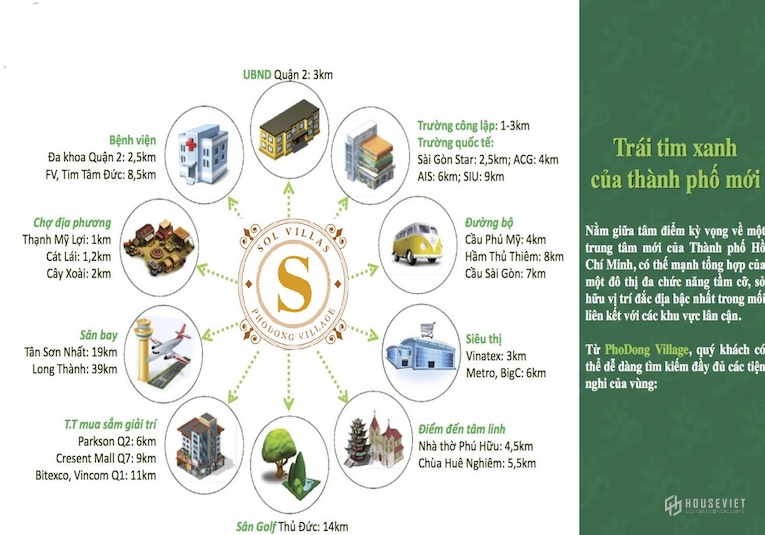 UBND Quận 2: 3km
Bệnh viện
Đa khoa Quận 2: 2,5km
FV, Tim Tâm Đức: 8,5km
Trường công lập: 1-3km
Trường quốc tế:
Sài Gòn Star: 2,5km; ACG: 4km
AIS: 6km; SIU: 9km
Chợ địa phương
Thạnh Mỹ Lợi: 1km
Cát Lái: 1,2km
Cây Xoài: 2km
Đường bộ
Cầu Phú Mỹ: 4km
Hầm Thủ Thiêm: 8km
Cầu Sài Gòn: 7km
SOL VILLAS
S
PHODONG VILLAGE
Sân bay
Tân Sơn Nhất: 19km
Long Thành: 39km
Siêu thị
Vinatex: 3km
Metro, BigC: 6km
T.T mua sắm giải trí
Parkson Q2: 6km
Cresent Mall Q7: 9km
Bitexco, Vincom Q1: 11km
Điểm đến tâm linh
Nhà thờ Phú Hữu: 4,5km
Chùa Huê Nghiêm: 5,5km
Sân Golf Thủ Đức: 14km
Trái tim xanh
của thành phố mới
Nằm giữa tâm điểm kỳ vọng về một
trung tâm mới của Thành phố Hồ
Chí Minh, có thế mạnh tổng hợp của
một đô thị đa chức năng tầm cỡ, sở
hữu vị trí đắc địa bậc nhất trong mối
liên kết với các khu vực lân cận.
Từ PhoDong Village, quý khách có
thể dễ dàng tìm kiếm đầy đủ các tiện
nghi của vùng:
HOUSEVIET